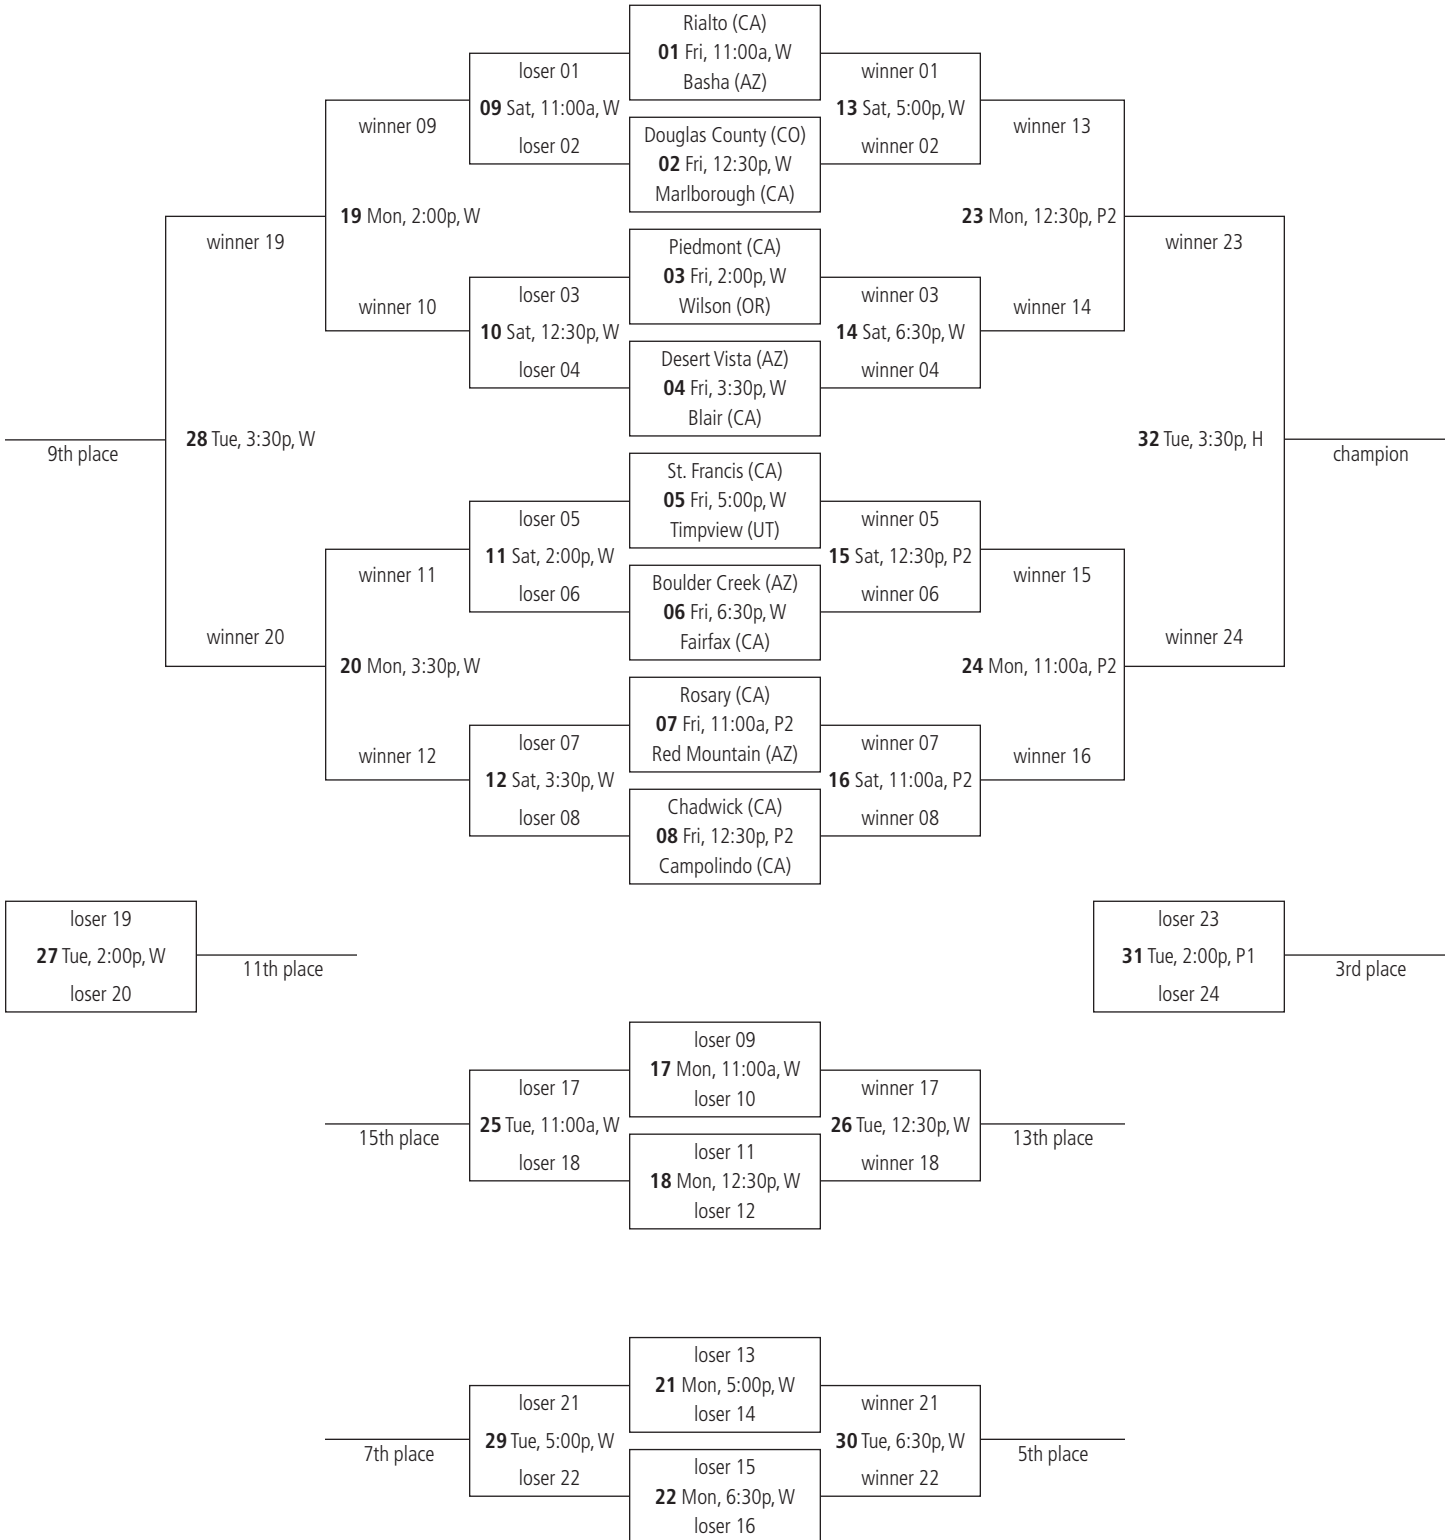 Rialto (CA)
01 Fri, 11:00a, W
Basha (AZ)
loser 01
09 Sat, 11:00a, W
loser 02
winner 01
13 Sat, 5:00p, W
winner 02
winner 09
winner 13
Douglas County (CO)
02 Fri, 12:30p, W
Marlborough (CA)
19 Mon, 2:00p, W
23 Mon, 12:30p, P2
winner 19
winner 23
Piedmont (CA)
03 Fri, 2:00p, W
Wilson (OR)
winner 10
loser 03
10 Sat, 12:30p, W
loser 04
winner 03
14 Sat, 6:30p, W
winner 04
winner 14
Desert Vista (AZ)
04 Fri, 3:30p, W
Blair (CA)
9th place
28 Tue, 3:30p, W
32 Tue, 3:30p, H
champion
St. Francis (CA)
05 Fri, 5:00p, W
Timpview (UT)
loser 05
11 Sat, 2:00p, W
loser 06
winner 05
15 Sat, 12:30p, P2
winner 06
winner 11
winner 15
Boulder Creek (AZ)
06 Fri, 6:30p, W
Fairfax (CA)
winner 20
winner 24
20 Mon, 3:30p, W
24 Mon, 11:00a, P2
Rosary (CA)
07 Fri, 11:00a, P2
Red Mountain (AZ)
winner 12
loser 07
12 Sat, 3:30p, W
loser 08
winner 07
16 Sat, 11:00a, P2
winner 08
winner 16
Chadwick (CA)
08 Fri, 12:30p, P2
Campolindo (CA)
loser 19
27 Tue, 2:00p, W
loser 20
11th place
loser 23
31 Tue, 2:00p, P1
loser 24
3rd place
loser 09
17 Mon, 11:00a, W
loser 10
loser 17
25 Tue, 11:00a, W
loser 18
15th place
winner 17
26 Tue, 12:30p, W
winner 18
13th place
loser 11
18 Mon, 12:30p, W
loser 12
loser 13
21 Mon, 5:00p, W
loser 14
loser 21
29 Tue, 5:00p, W
loser 22
7th place
winner 21
30 Tue, 6:30p, W
winner 22
5th place
loser 15
22 Mon, 6:30p, W
loser 16